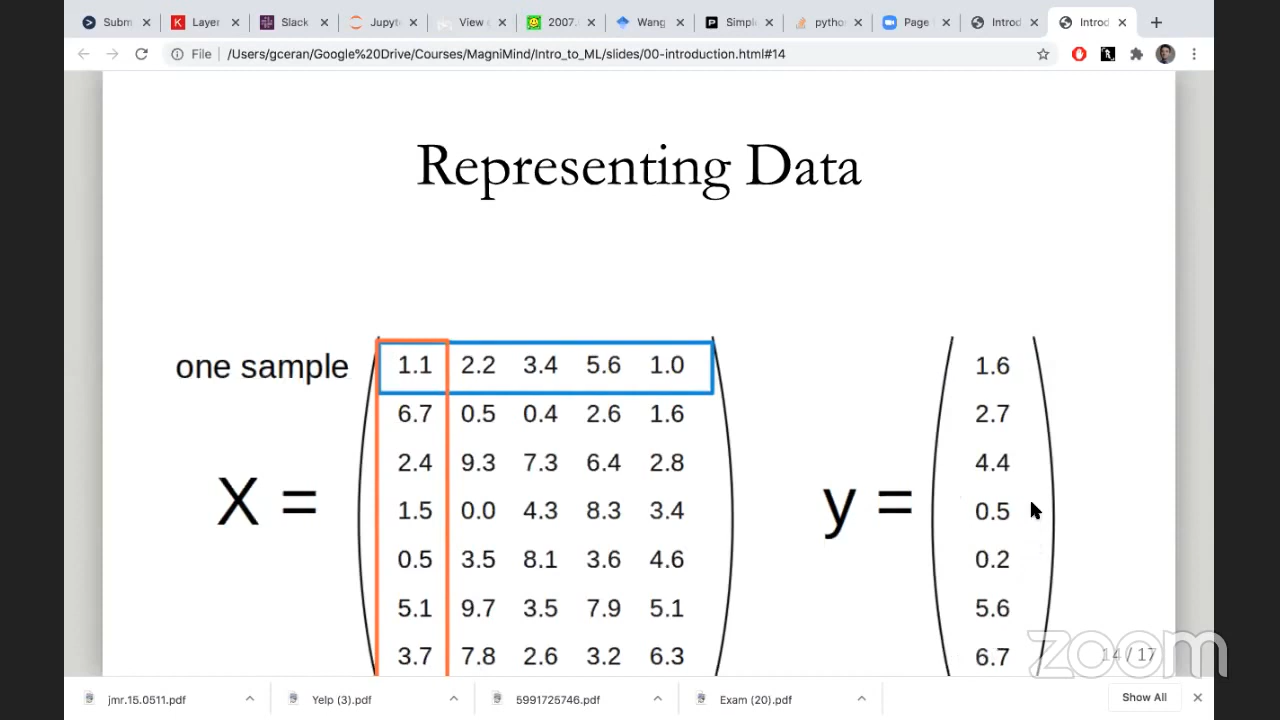 Subm
Layer
Slack
Jupyt
View
2007.
Wang
Simpl
pytho
Page
Introd
Introd
File
/Users/gceran/Google%20Drive/Courses/MagniMind/Intro_to_ML/slides/00-introduction.html#14
Representing Data
one sample
1.1 2.2 3.4 5.6 1.0
6.7 0.5 0.4 2.6 1.6
2.4 9.3 7.3 6.4 2.8
X =
1.5 0.0 4.3 8.3 3.4
0.5 3.5 8.1 3.6 4.6
5.1 9.7 3.5 7.9 5.1
3.7 7.8 2.6 3.2 6.3
y =
1.6
2.7
4.4
0.5
0.2
5.6
6.7
14 / 17
zoom
jmr.15.0511.pdf
Yelp (3).pdf
5991725746.pdf
Exam (20).pdf
Show All